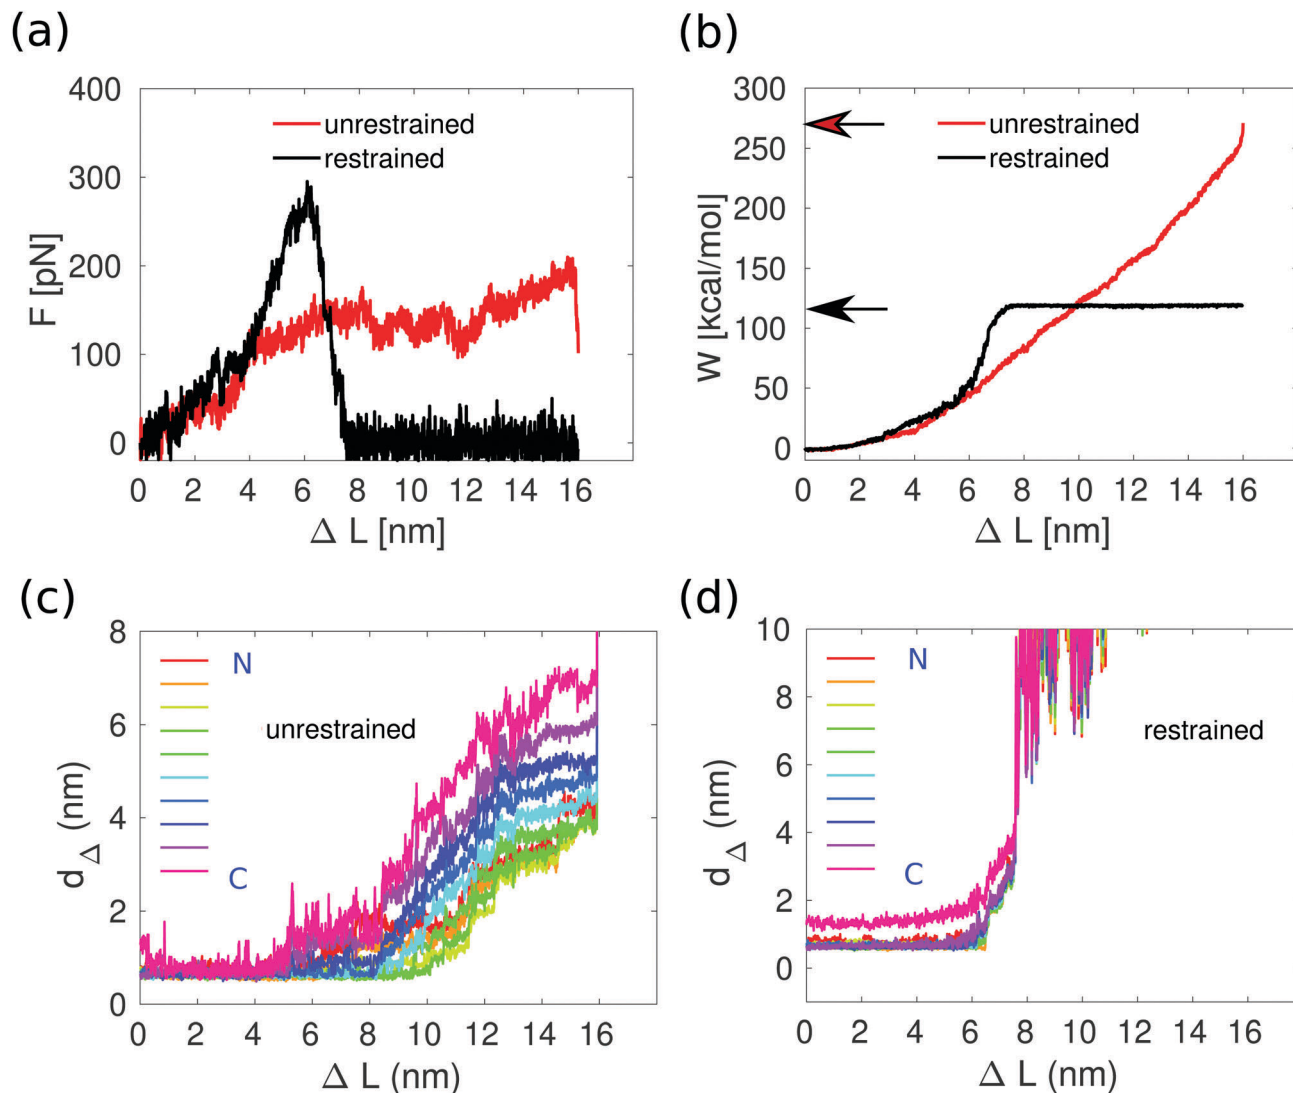 (a)
400
300
200
100
0
F [pN]
unrestrained
restrained
0 2 4 6 8 10 12 14 16
Δ L [nm]
(b)
300
250
200
150
100
50
0
W [kcal/mol]
unrestrained
restrained
0 2 4 6 8 10 12 14 16
Δ L [nm]
(c)
8
6
4
2
0
d Δ (nm)
N
unrestrained
C
0 2 4 6 8 10 12 14 16
Δ L (nm)
(d)
10
8
6
4
2
0
d Δ (nm)
N
restrained
C
0 2 4 6 8 10 12 14 16
Δ L (nm)